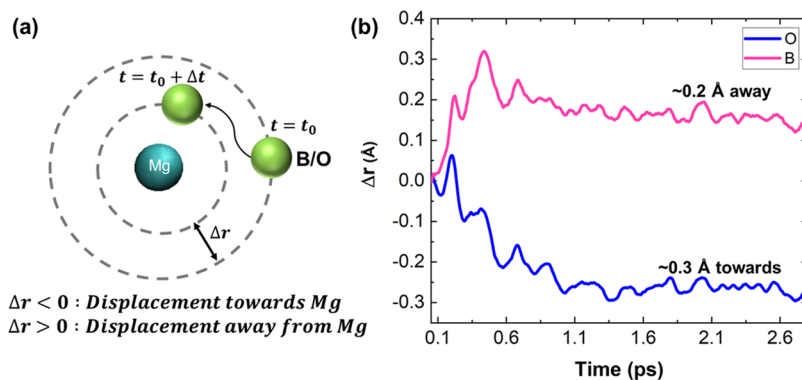 (a)
t = t₀ + Δt
t = t₀
Mg
B/O
Δr
Δr < 0 : Displacement towards Mg
Δr > 0 : Displacement away from Mg
(b)
0.4
0.3
0.2
0.1
0.0
-0.1
-0.2
-0.3
Δr (Å)
O
B
~0.2 Å away
~0.3 Å towards
0.1 0.6 1.1 1.6 2.1 2.6
Time (ps)